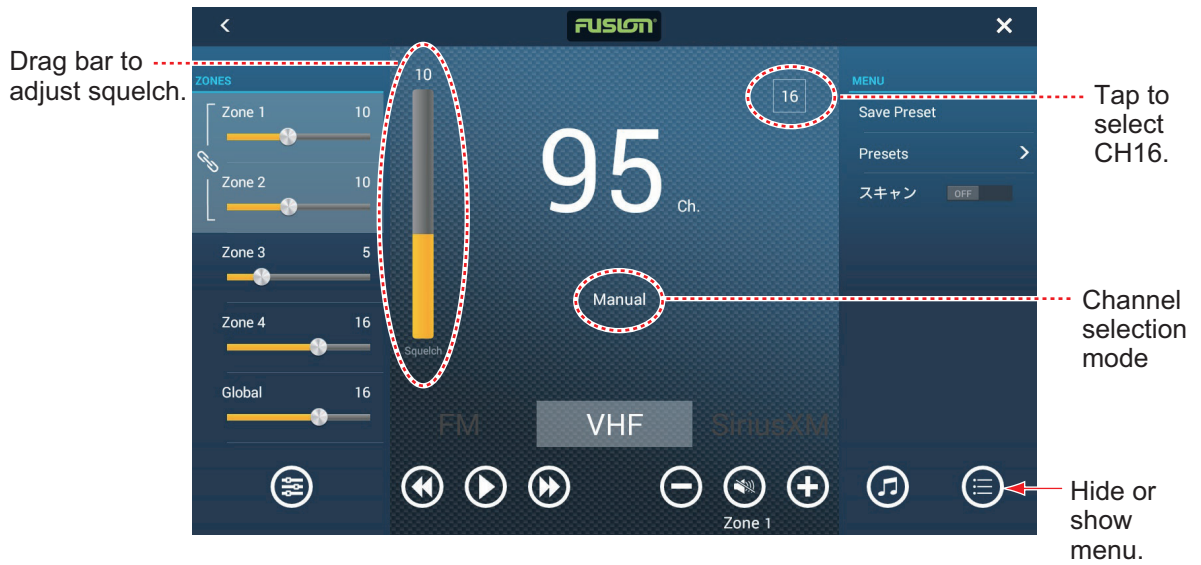 FUSION
Drag bar to
adjust squelch.
ZONES
Zone 1 10
Zone 2 10
Zone 3 5
Zone 4 16
Global 16
10
Squelch
16
95 Ch.
Manual
FM VHF SiriusXM
Zone 1
MENU
Save Preset
Presets
スキャン OFF
Tap to
select
CH16.
Channel
selection
mode
Hide or
show
menu.